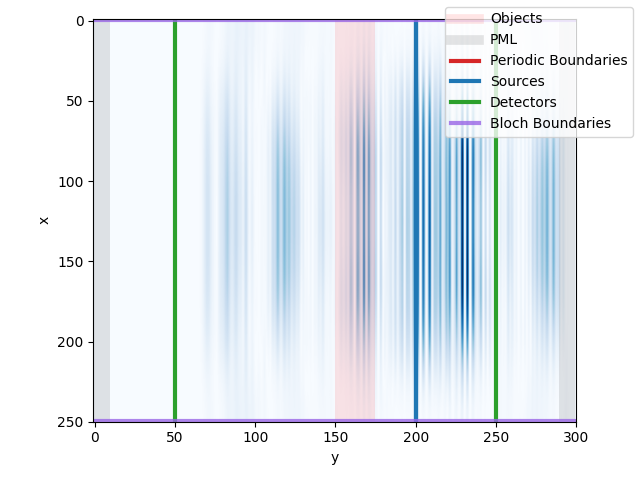 Objects
PML
Periodic Boundaries
Sources
Detectors
Bloch Boundaries
0
50
100
150
200
250
x
0
50
100
150
200
250
300
y